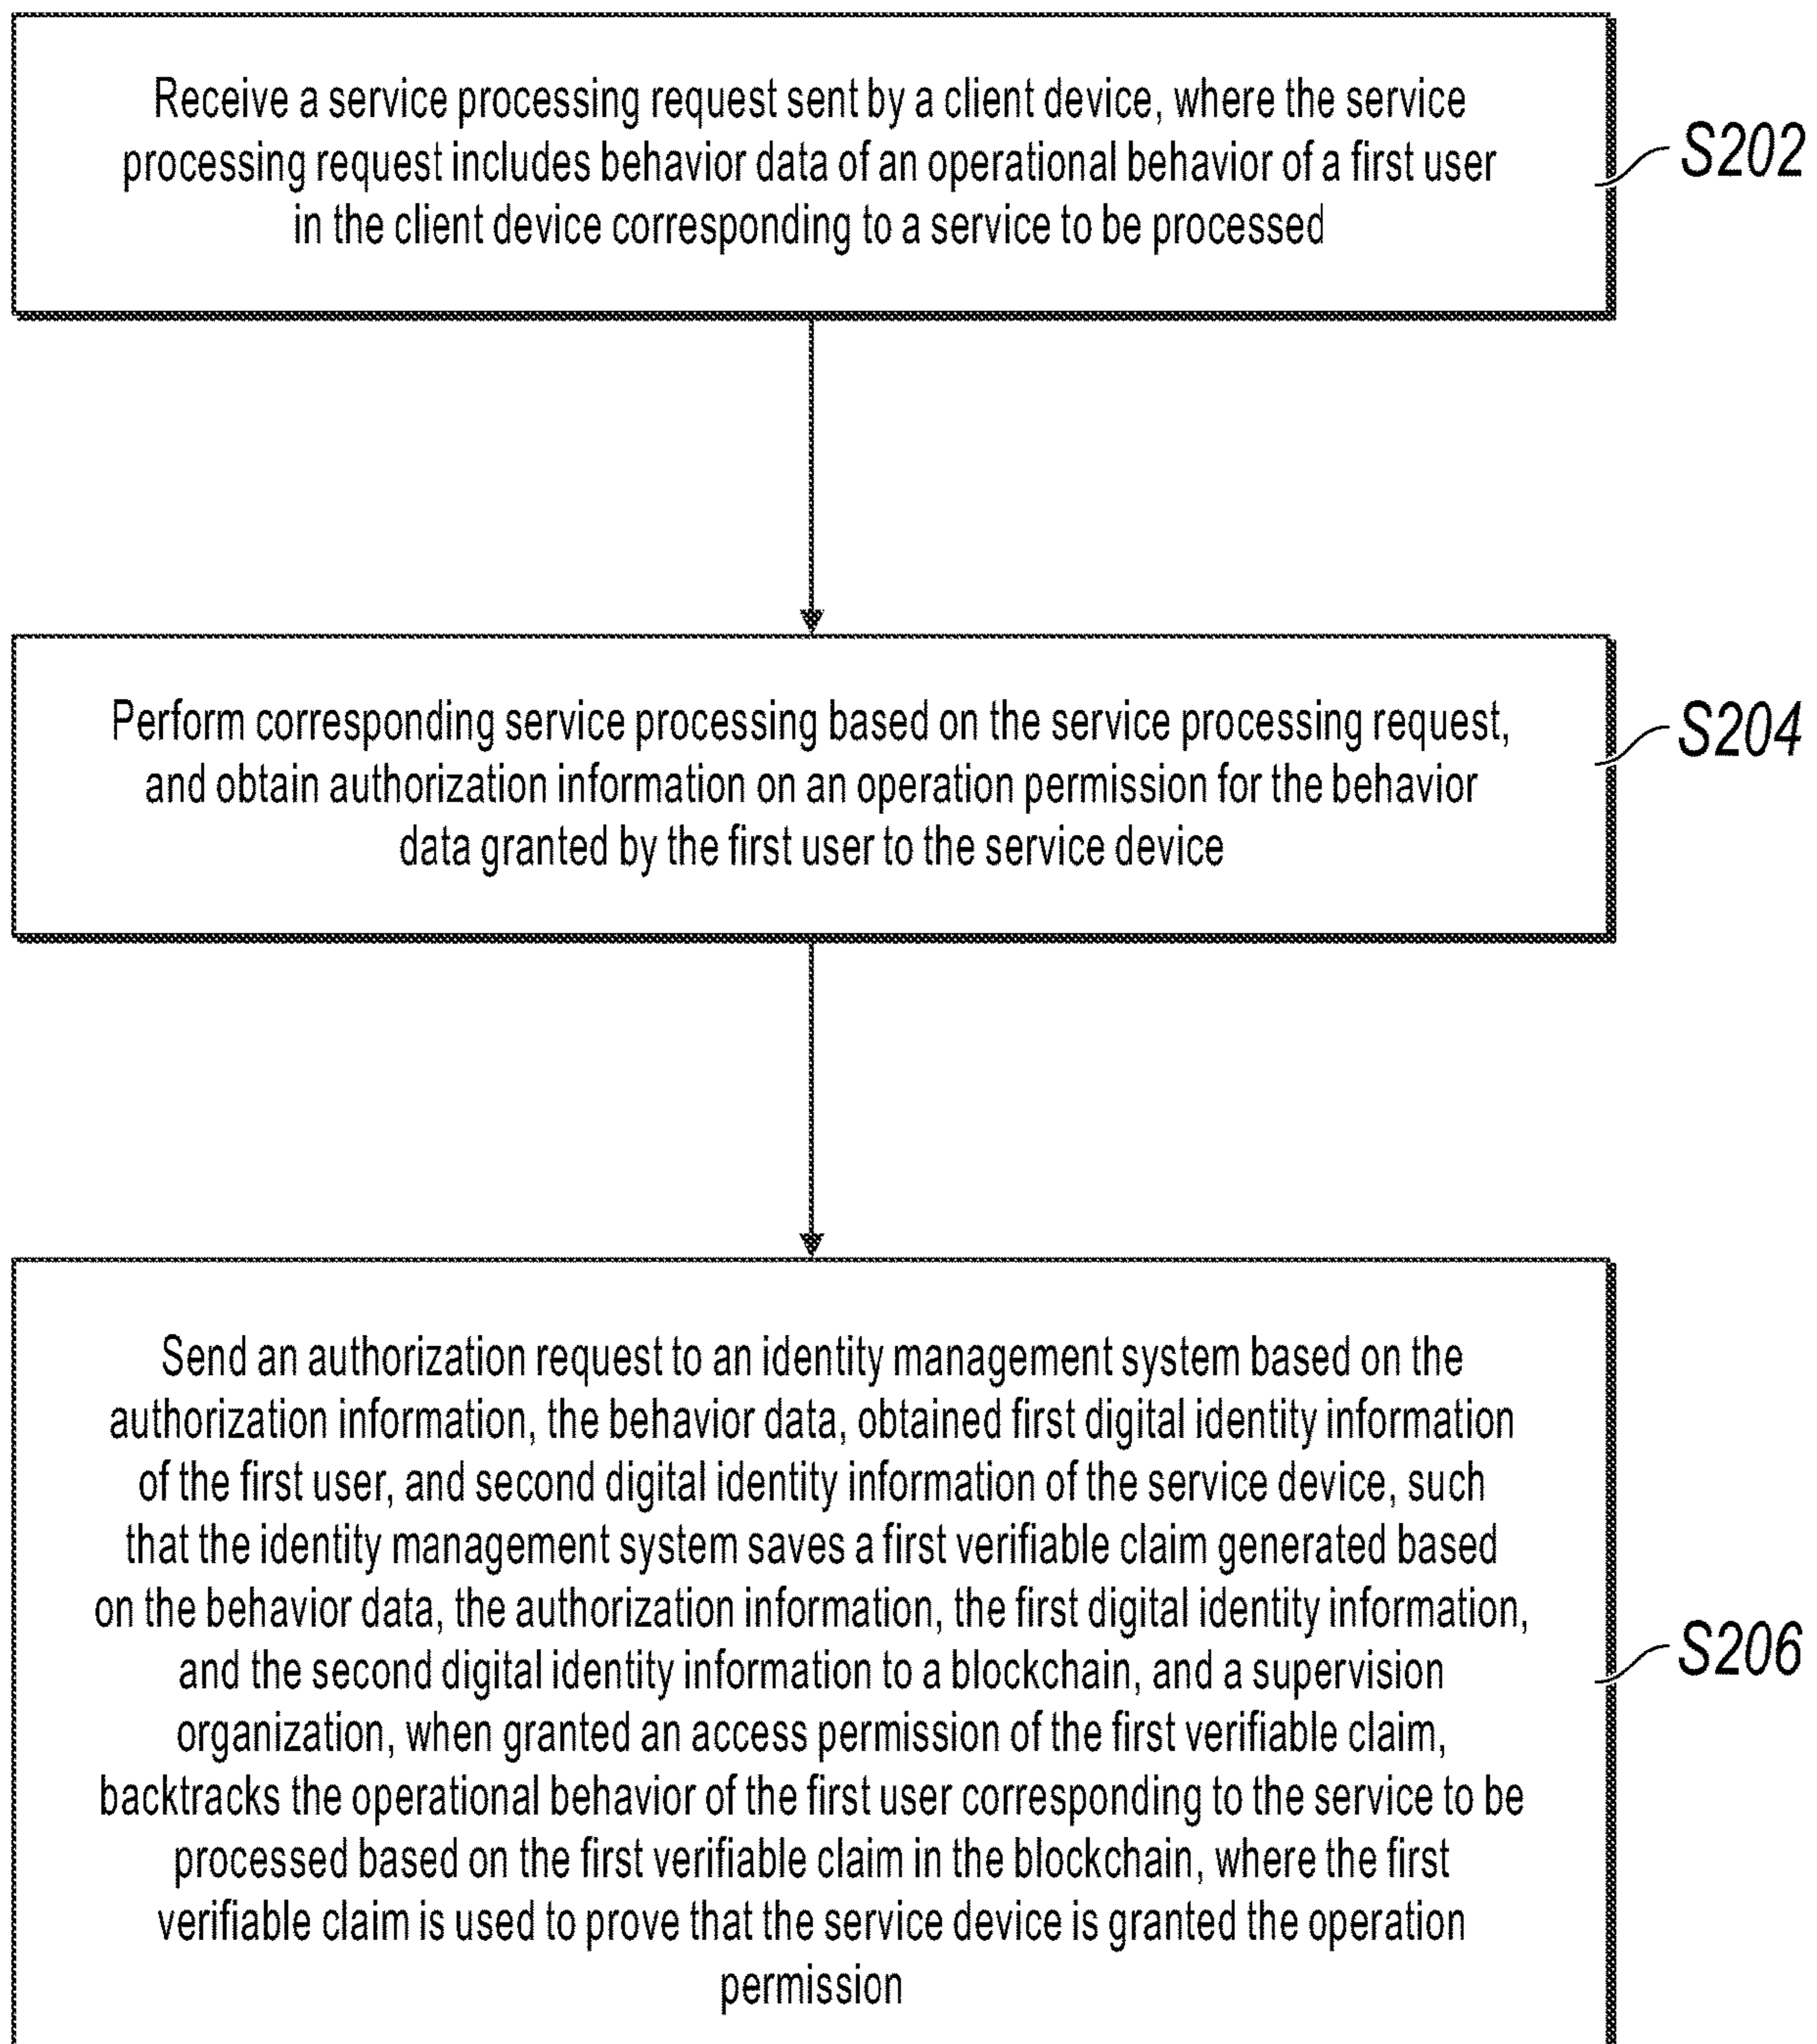 Receive a service processing request sent by a client device, where the service
processing request includes behavior data of an operational behavior of a first user
in the client device corresponding to a service to be processed
S202
Perform corresponding service processing based on the service processing request,
and obtain authorization information on an operation permission for the behavior
data granted by the first user to the service device
S204
Send an authorization request to an identity management system based on the
authorization information, the behavior data, obtained first digital identity information
of the first user, and second digital identity information of the service device, such
that the identity management system saves a first verifiable claim generated based
on the behavior data, the authorization information, the first digital identity information,
and the second digital identity information to a blockchain, and a supervision
organization, when granted an access permission of the first verifiable claim,
backtracks the operational behavior of the first user corresponding to the service to be
processed based on the first verifiable claim in the blockchain, where the first
verifiable claim is used to prove that the service device is granted the operation
permission
S206